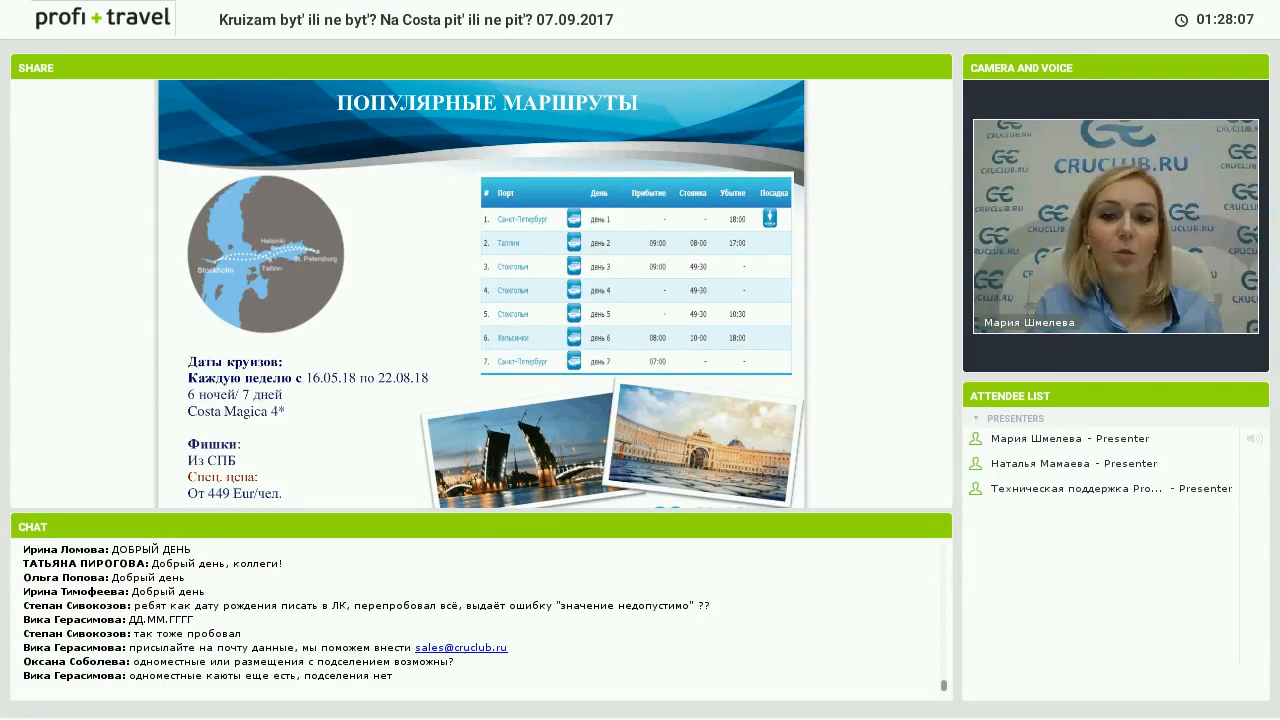 profi + travel
Kruizam byt' ili ne byt'? Na Costa pit' ili ne pit'? 07.09.2017
01:28:07
SHARE
ПОПУЛЯРНЫЕ МАРШРУТЫ
Helsinki
St. Petersburg
Stockholm
Tallin
# Порт День Прибытие Стоянка Убытие Посадка
1. Санкт-Петербург день 1 - - 18:00
2. Таллин день 2 09:00 08-00 17:00
3. Стокгольм день 3 09:00 49-30 -
4. Стокгольм день 4 - 49-30 -
5. Стокгольм день 5 - 49-30 10:30
6. Хельсинки день 6 08:00 10-00 18:00
7. Санкт-Петербург день 7 07:00 - -
Даты круизов:
Каждую неделю с 16.05.18 по 22.08.18
6 ночей/ 7 дней
Costa Magica 4*
Фишки:
Из СПБ
Спец. цена:
От 449 Eur/чел.
CAMERA AND VOICE
CRUCLUB.RU
Мария Шмелева
ATTENDEE LIST
PRESENTERS
Мария Шмелева - Presenter
Наталья Мамаева - Presenter
Техническая поддержка Pro... - Presenter
CHAT
Ирина Ломова: ДОБРЫЙ ДЕНЬ
ТАТЬЯНА ПИРОГОВА: Добрый день, коллеги!
Ольга Попова: Добрый день
Ирина Тимофеева: Добрый день
Степан Сивокозов: ребят как дату рождения писать в ЛК, перепробовал всё, выдаёт ошибку "значение недопустимо" ??
Вика Герасимова: ДД.ММ.ГГГГ
Степан Сивокозов: так тоже пробовал
Вика Герасимова: присылайте на почту данные, мы поможем внести sales@cruclub.ru
Оксана Соболева: одноместные или размещения с подселением возможны?
Вика Герасимова: одноместные каюты еще есть, подселения нет